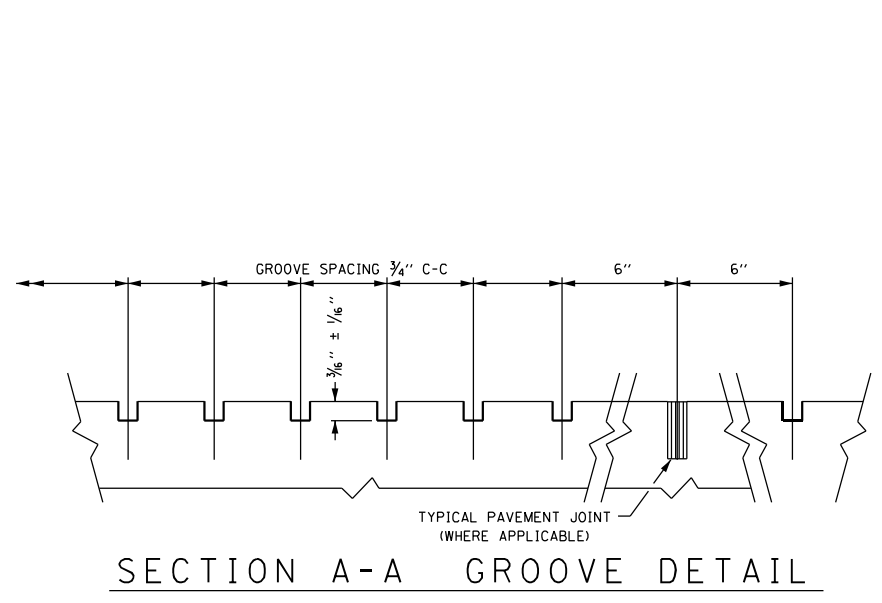 GROOVE SPACING 3/4" C-C
6"
6"
3/16" ± 1/16"
TYPICAL PAVEMENT JOINT
(WHERE APPLICABLE)
SECTION A-A GROOVE DETAIL